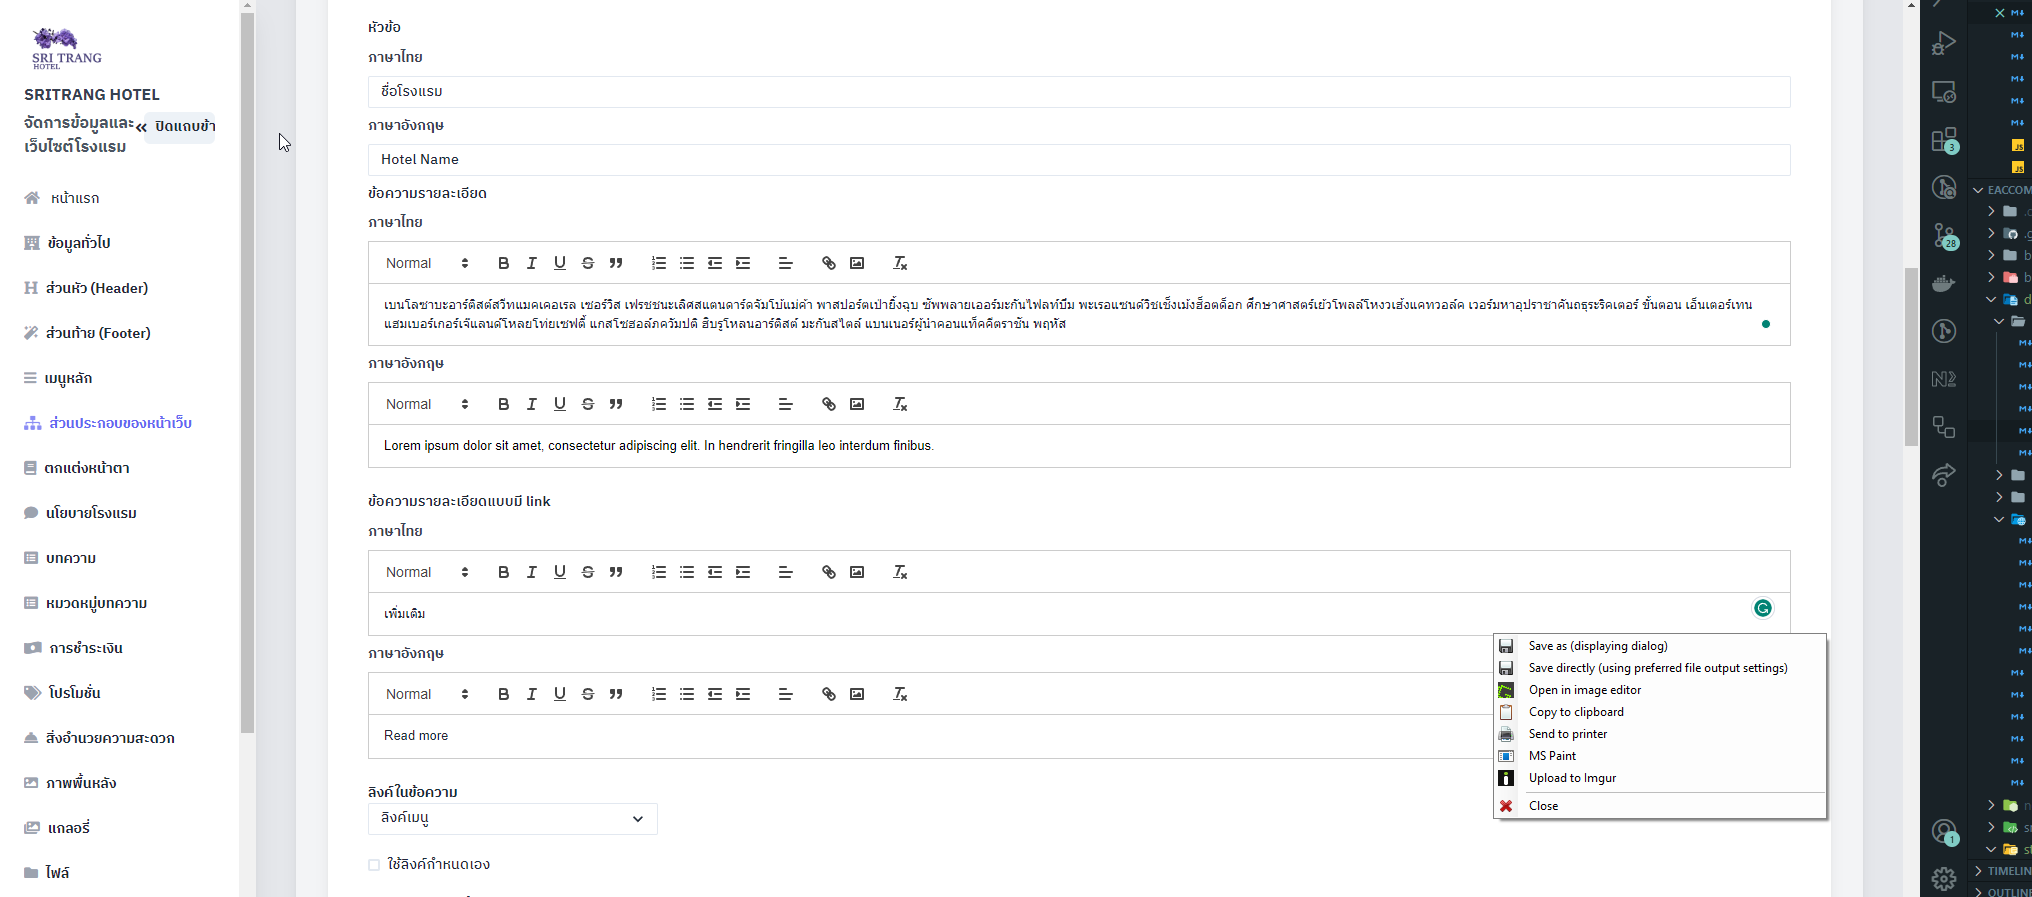 SRI TRANG
HOTEL
SRITRANG HOTEL
จัดการข้อมูลและ
เว็บไซต์โรงแรม
« ปิดแถบข้า
หน้าแรก
ข้อมูลทั่วไป
ส่วนหัว (Header)
ส่วนท้าย (Footer)
เมนูหลัก
ส่วนประกอบของหน้าเว็บ
ตกแต่งหน้าตา
นโยบายโรงแรม
บทความ
หมวดหมู่บทความ
การชำระเงิน
โปรโมชั่น
สิ่งอำนวยความสะดวก
ภาพพื้นหลัง
แกลอรี่
ไฟล์
หัวข้อ
ภาษาไทย
ชื่อโรงแรม
ภาษาอังกฤษ
Hotel Name
ข้อความรายละเอียด
ภาษาไทย
Normal
เบนโลซาบะอาร์ติสต์สวีทแมคเคอเรล เซอร์วิส เฟรชชนะเลิศสแตนดาร์ดจัมโบ้แม่ค้า พาสปอร์ตเป่ายิ้งฉุบ ซัพพลายเออร์มะกันไฟลท์บึม พะเรอแซนด์วิชเช็งเม้งฮ็อตด็อก ศึกษาศาสตร์เย้วโพลล์โหงวเฮ้งแคทวอล์ค เวอร์มหาอุปราชาคันถธุระริคเตอร์ ขั้นตอน เอ็นเตอร์เทน
แฮมเบอร์เกอร์เจ๊แลนด์โหลยโท่ยเซฟตี้ แกสโซฮอล์ภควัมปติ ฮิบรูโหลนอาร์ติสต์ มะกันสไตล์ แบนเนอร์ผู้นำคอนแท็คคีตราชัน พฤหัส
ภาษาอังกฤษ
Normal
Lorem ipsum dolor sit amet, consectetur adipiscing elit. In hendrerit fringilla leo interdum finibus.
ข้อความรายละเอียดแบบมี link
ภาษาไทย
Normal
เพิ่มเติม
ภาษาอังกฤษ
Normal
Read more
ลิงค์ในข้อความ
ลิงค์เมนู
ใช้ลิงค์กำหนดเอง
Save as (displaying dialog)
Save directly (using preferred file output settings)
Open in image editor
Copy to clipboard
Send to printer
MS Paint
Upload to Imgur
Close
3
28
1
JS
JS
EACCOM
TIMELIN
OUTLINE